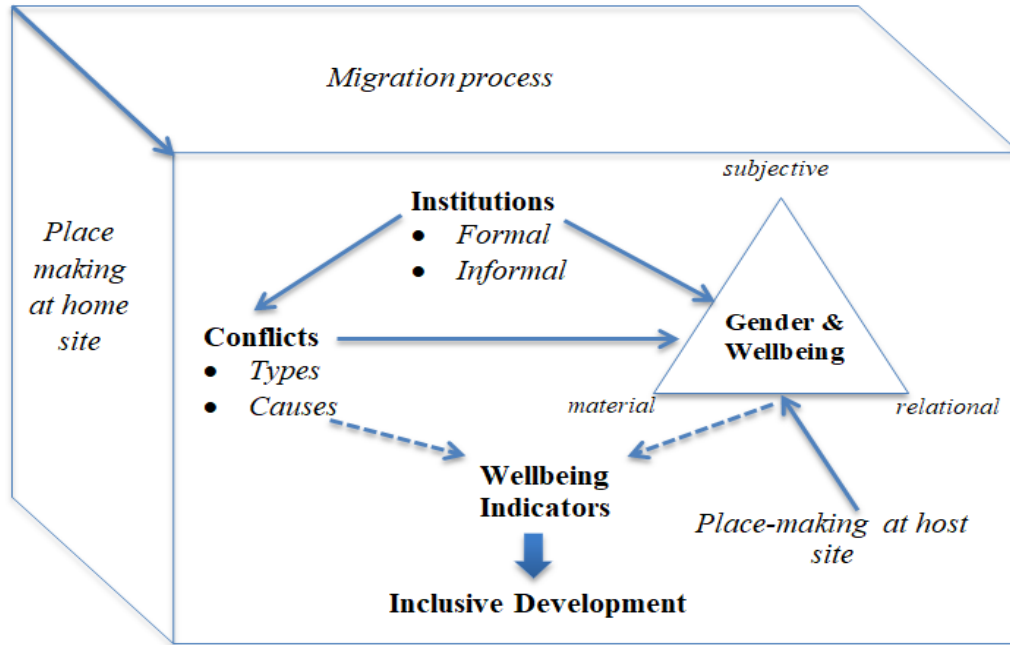 Migration process
subjective
Institutions
• Formal
• Informal
Place
making
at home
site
Conflicts
• Types
• Causes
Gender &
Wellbeing
material
relational
Wellbeing
Indicators
Place-making at host
site
Inclusive Development